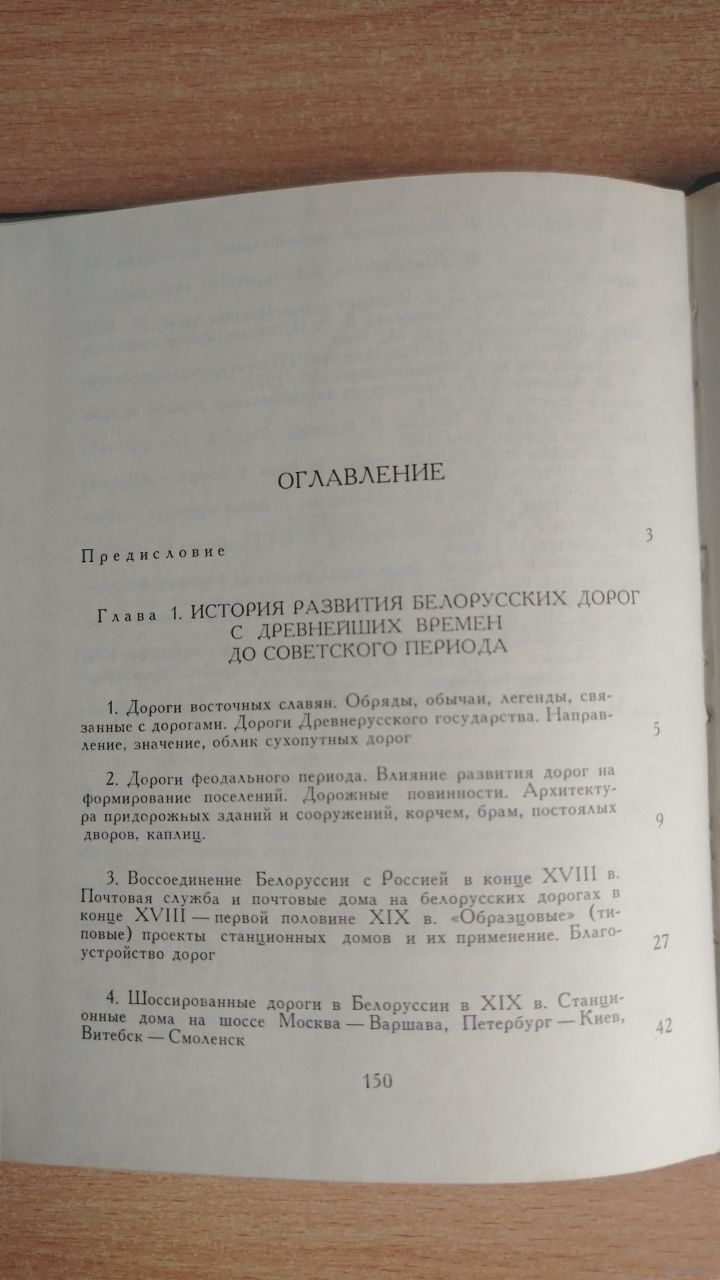 ОГЛАВЛЕНИЕ
Предисловие 3
Глава 1. ИСТОРИЯ РАЗВИТИЯ БЕЛОРУССКИХ ДОРОГ
С ДРЕВНЕЙШИХ ВРЕМЕН
ДО СОВЕТСКОГО ПЕРИОДА
1. Дороги восточных славян. Обряды, обычаи, легенды, свя-
занные с дорогами. Дороги Древнерусского государства. Направ-
ление, значение, облик сухопутных дорог 5
2. Дороги феодального периода. Влияние развития дорог на
формирование поселений. Дорожные повинности. Архитекту-
ра придорожных зданий и сооружений, корчем, брам, постоялых
дворов, каплиц. 9
3. Воссоединение Белоруссии с Россией в конце XVIII в.
Почтовая служба и почтовые дома на белорусских дорогах в
конце XVIII — первой половине XIX в. «Образцовые» (ти-
повые) проекты станционных домов и их применение. Благо-
устройство дорог 27
4. Шоссированные дороги в Белоруссии в XIX в. Станци-
онные дома на шоссе Москва — Варшава, Петербург — Киев,
Витебск — Смоленск 42
150